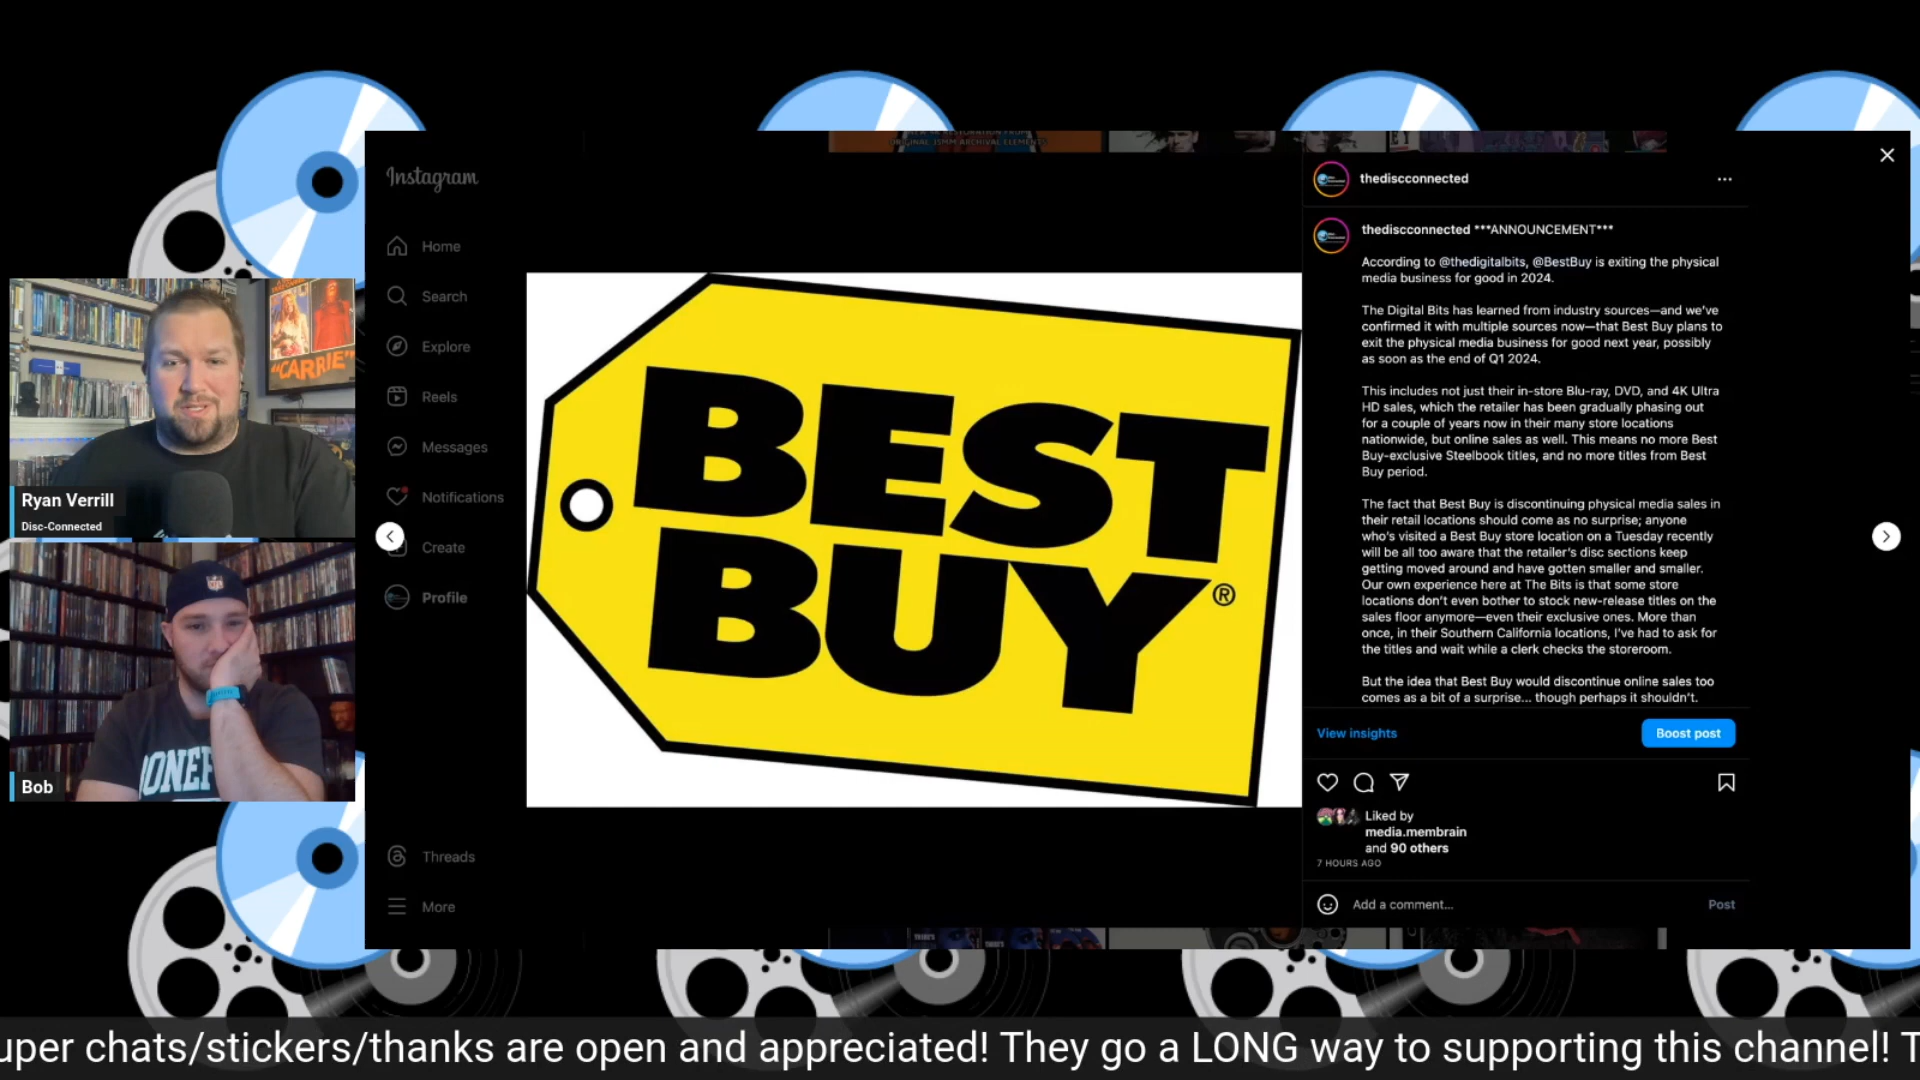 NEW 4K RESTORATION FROM
ORIGINAL 35MM ARCHIVAL ELEMENTS
Instagram
Home
Search
Explore
Reels
Messages
Notifications
Create
Profile
Threads
More
"CARRIE"
Ryan Verrill
Disc-Connected
NFL
Bob
BEST
BUY
®
thediscconnected
thediscconnected ***ANNOUNCEMENT***
According to @thedigitalbits, @BestBuy is exiting the physical
media business for good in 2024.
The Digital Bits has learned from industry sources—and we've
confirmed it with multiple sources now—that Best Buy plans to
exit the physical media business for good next year, possibly
as soon as the end of Q1 2024.
This includes not just their in-store Blu-ray, DVD, and 4K Ultra
HD sales, which the retailer has been gradually phasing out
for a couple of years now in their many store locations
nationwide, but online sales as well. This means no more Best
Buy-exclusive Steelbook titles, and no more titles from Best
Buy period.
The fact that Best Buy is discontinuing physical media sales in
their retail locations should come as no surprise; anyone
who's visited a Best Buy store location on a Tuesday recently
will be all too aware that the retailer's disc sections keep
getting moved around and have gotten smaller and smaller.
Our own experience here at The Bits is that some store
locations don't even bother to stock new-release titles on the
sales floor anymore—even their exclusive ones. More than
once, in their Southern California locations, I've had to ask for
the titles and wait while a clerk checks the storeroom.
But the idea that Best Buy would discontinue online sales too
comes as a bit of a surprise... though perhaps it shouldn't.
View insights
Boost post
Liked by
media.membrain
and 90 others
7 HOURS AGO
Add a comment...
Post
uper chats/stickers/thanks are open and appreciated! They go a LONG way to supporting this channel! T